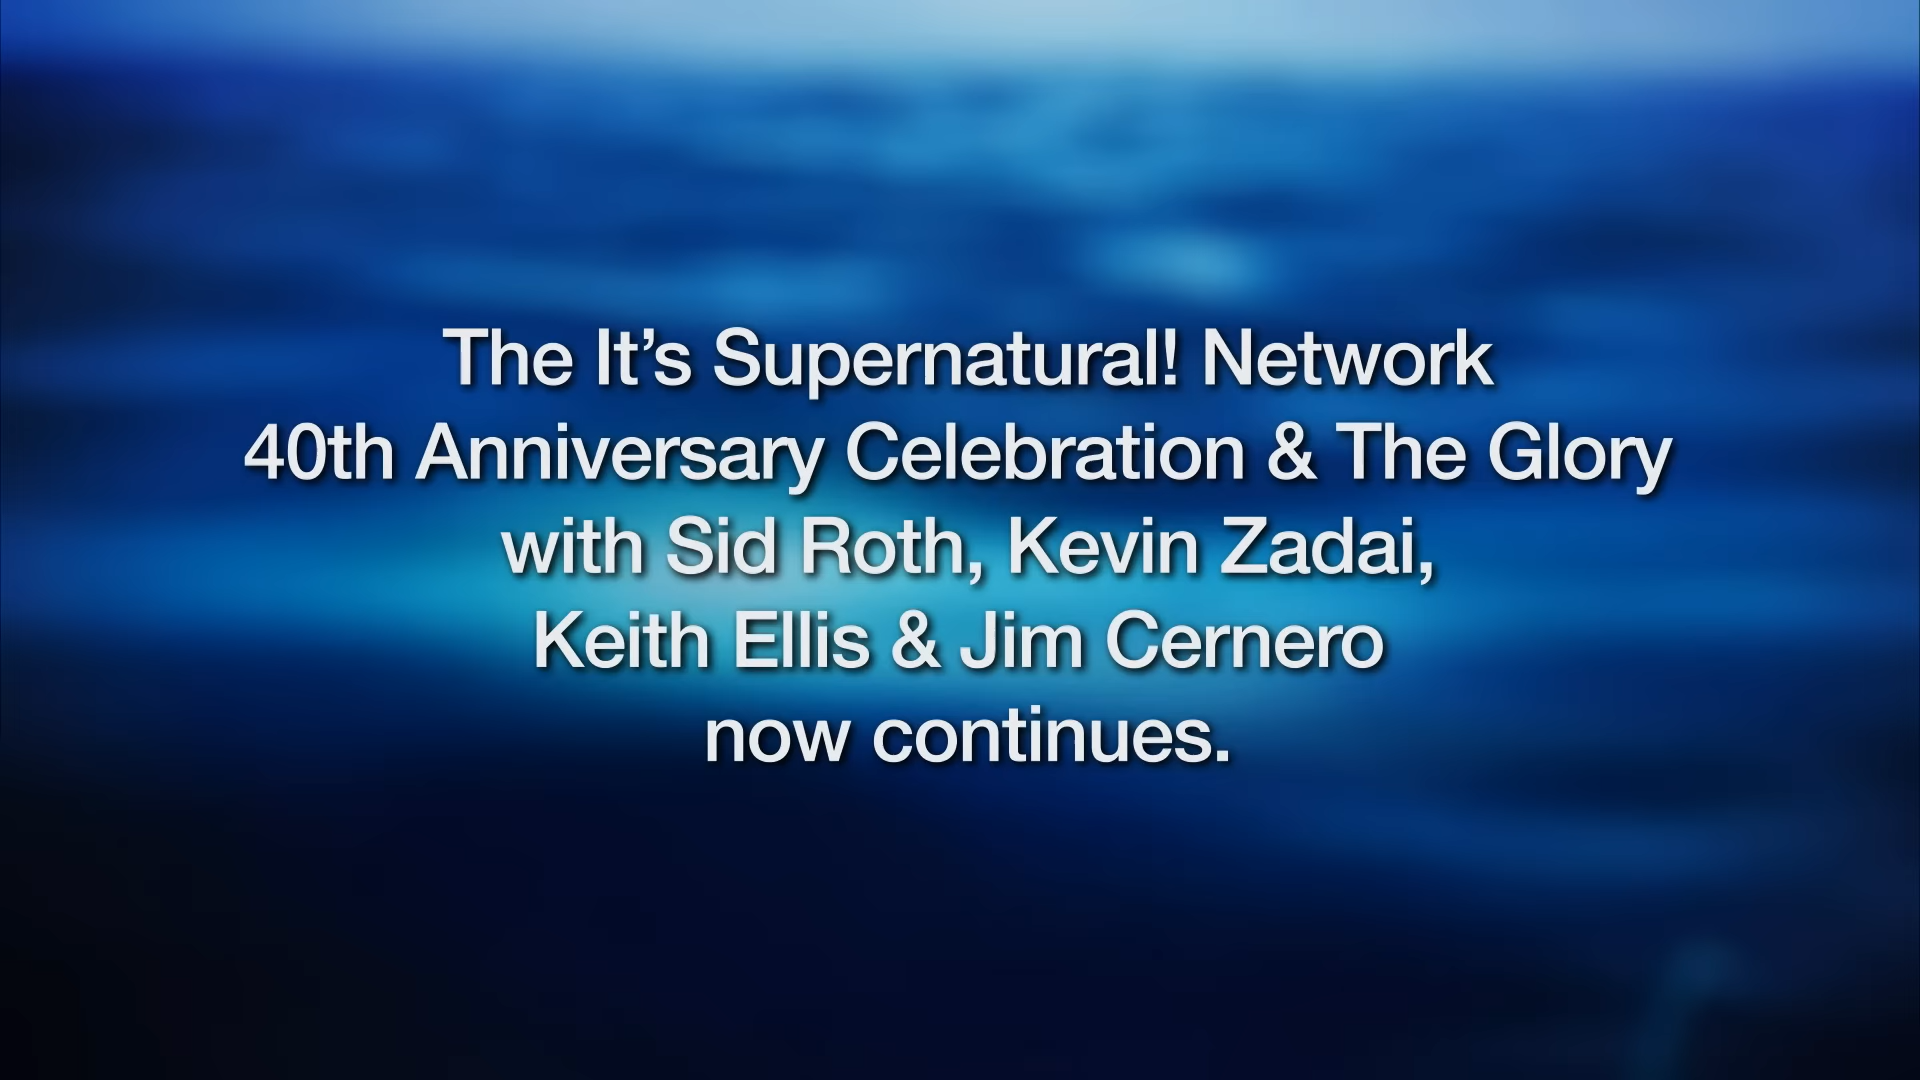 The It’s Supernatural! Network
40th Anniversary Celebration & The Glory
with Sid Roth, Kevin Zadai,
Keith Ellis & Jim Cernero
now continues.